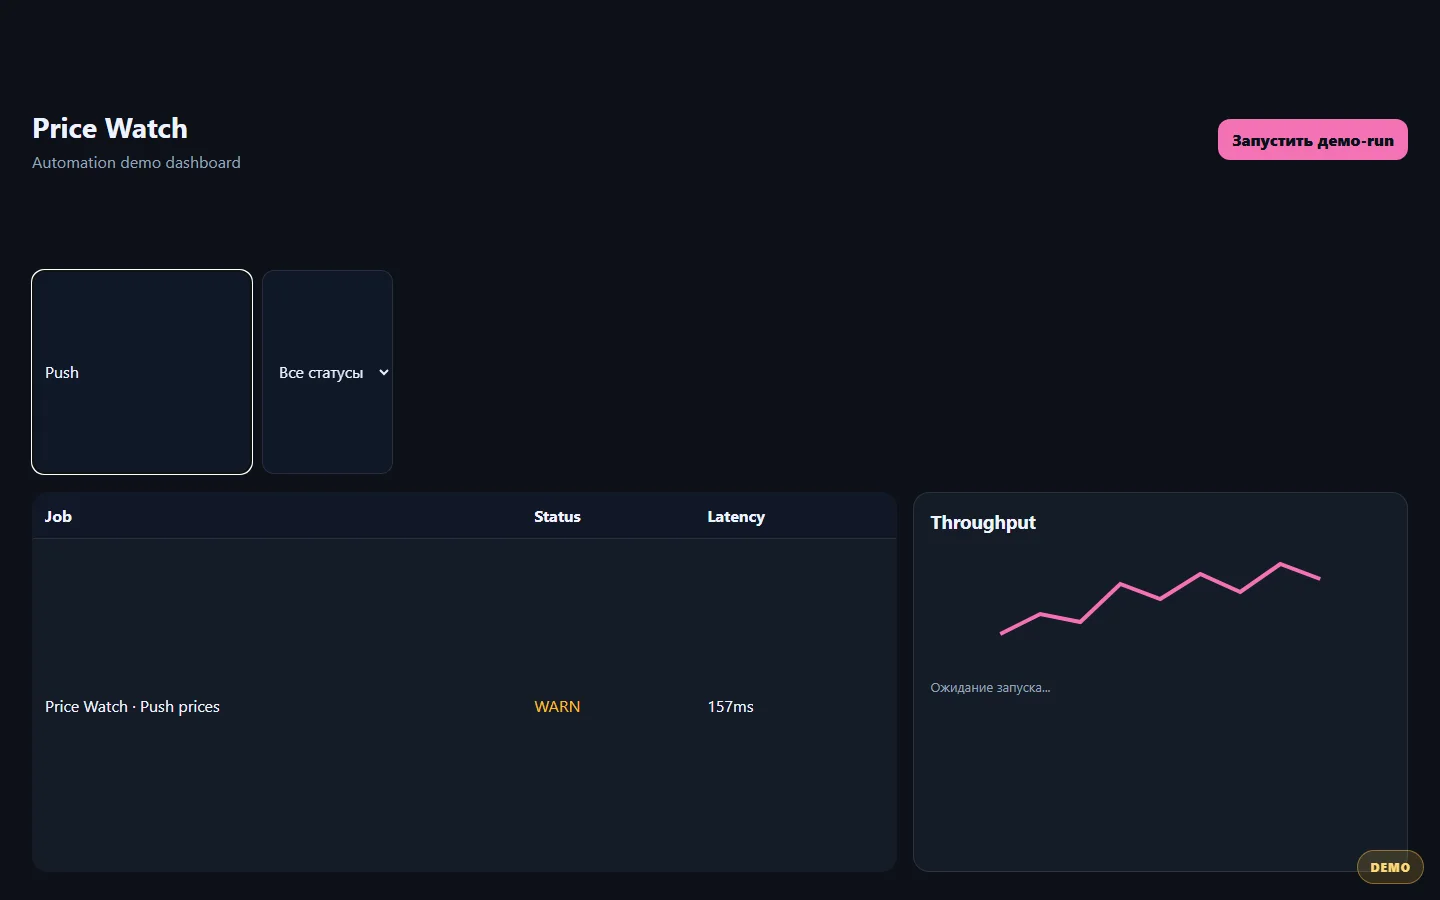 Price Watch
Automation demo dashboard
Запустить демо-run
Push
Все статусы
Job Status Latency
Price Watch · Push prices WARN 157ms
Throughput
Ожидание запуска...
DEMO